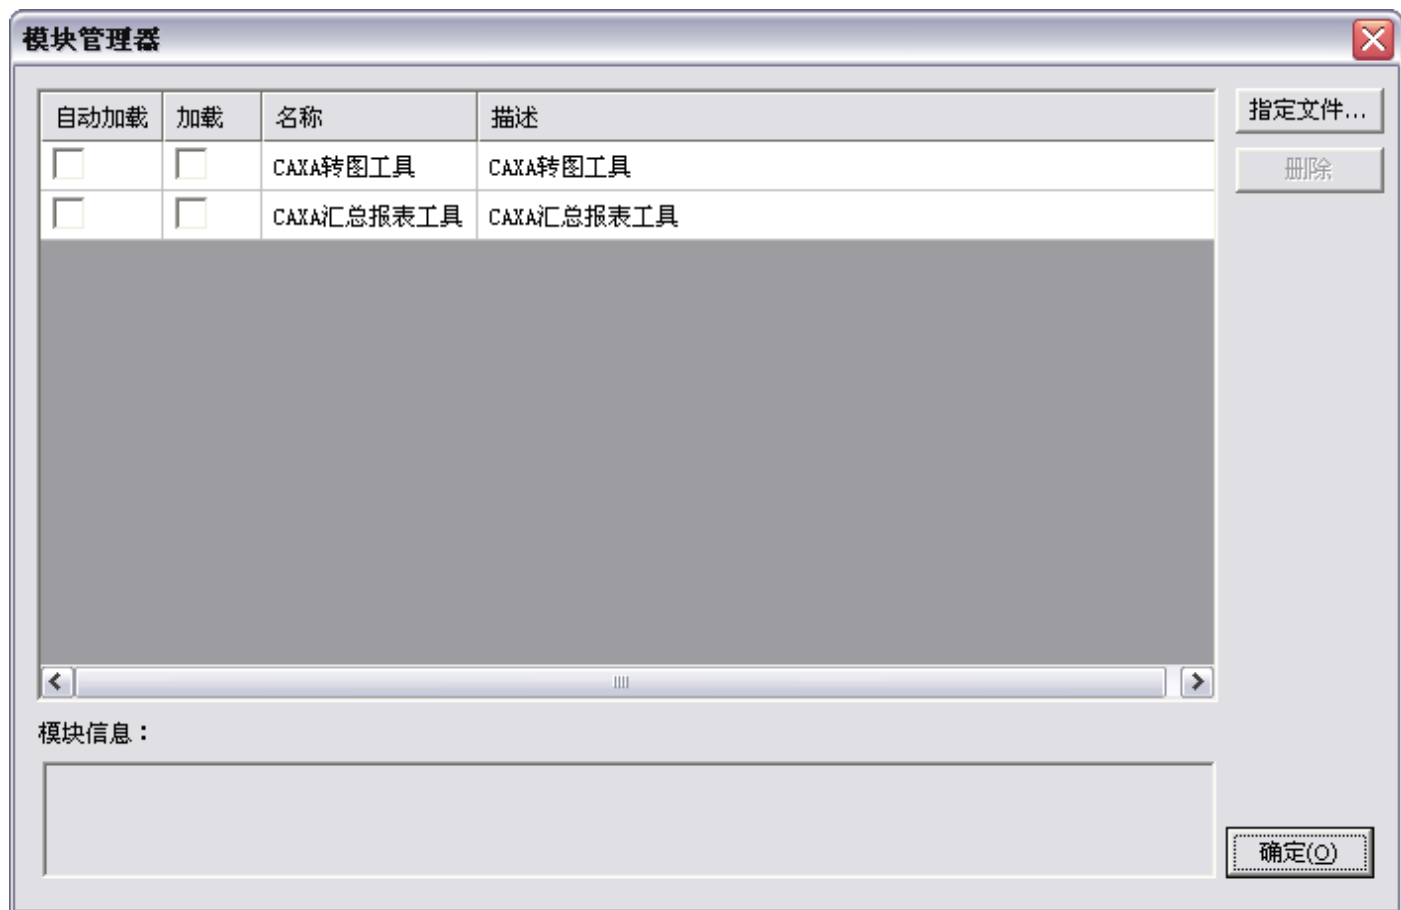 模块管理器
自动加载 加载 名称 描述 指定文件...
CAXA转图工具 CAXA转图工具 删除
CAXA汇总报表工具 CAXA汇总报表工具
模块信息：
确定(O)